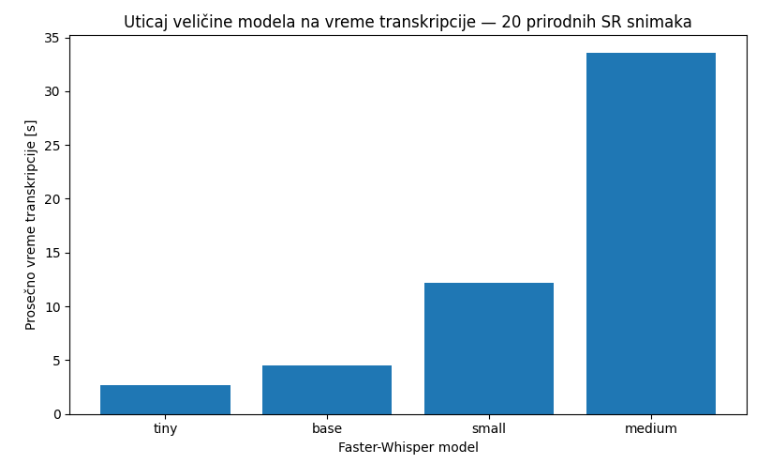 Uticaj veličine modela na vreme transkripcije — 20 prirodnih SR snimaka
Prosečno vreme transkripcije [s]
35
30
25
20
15
10
5
0
tiny base small medium
Faster-Whisper model